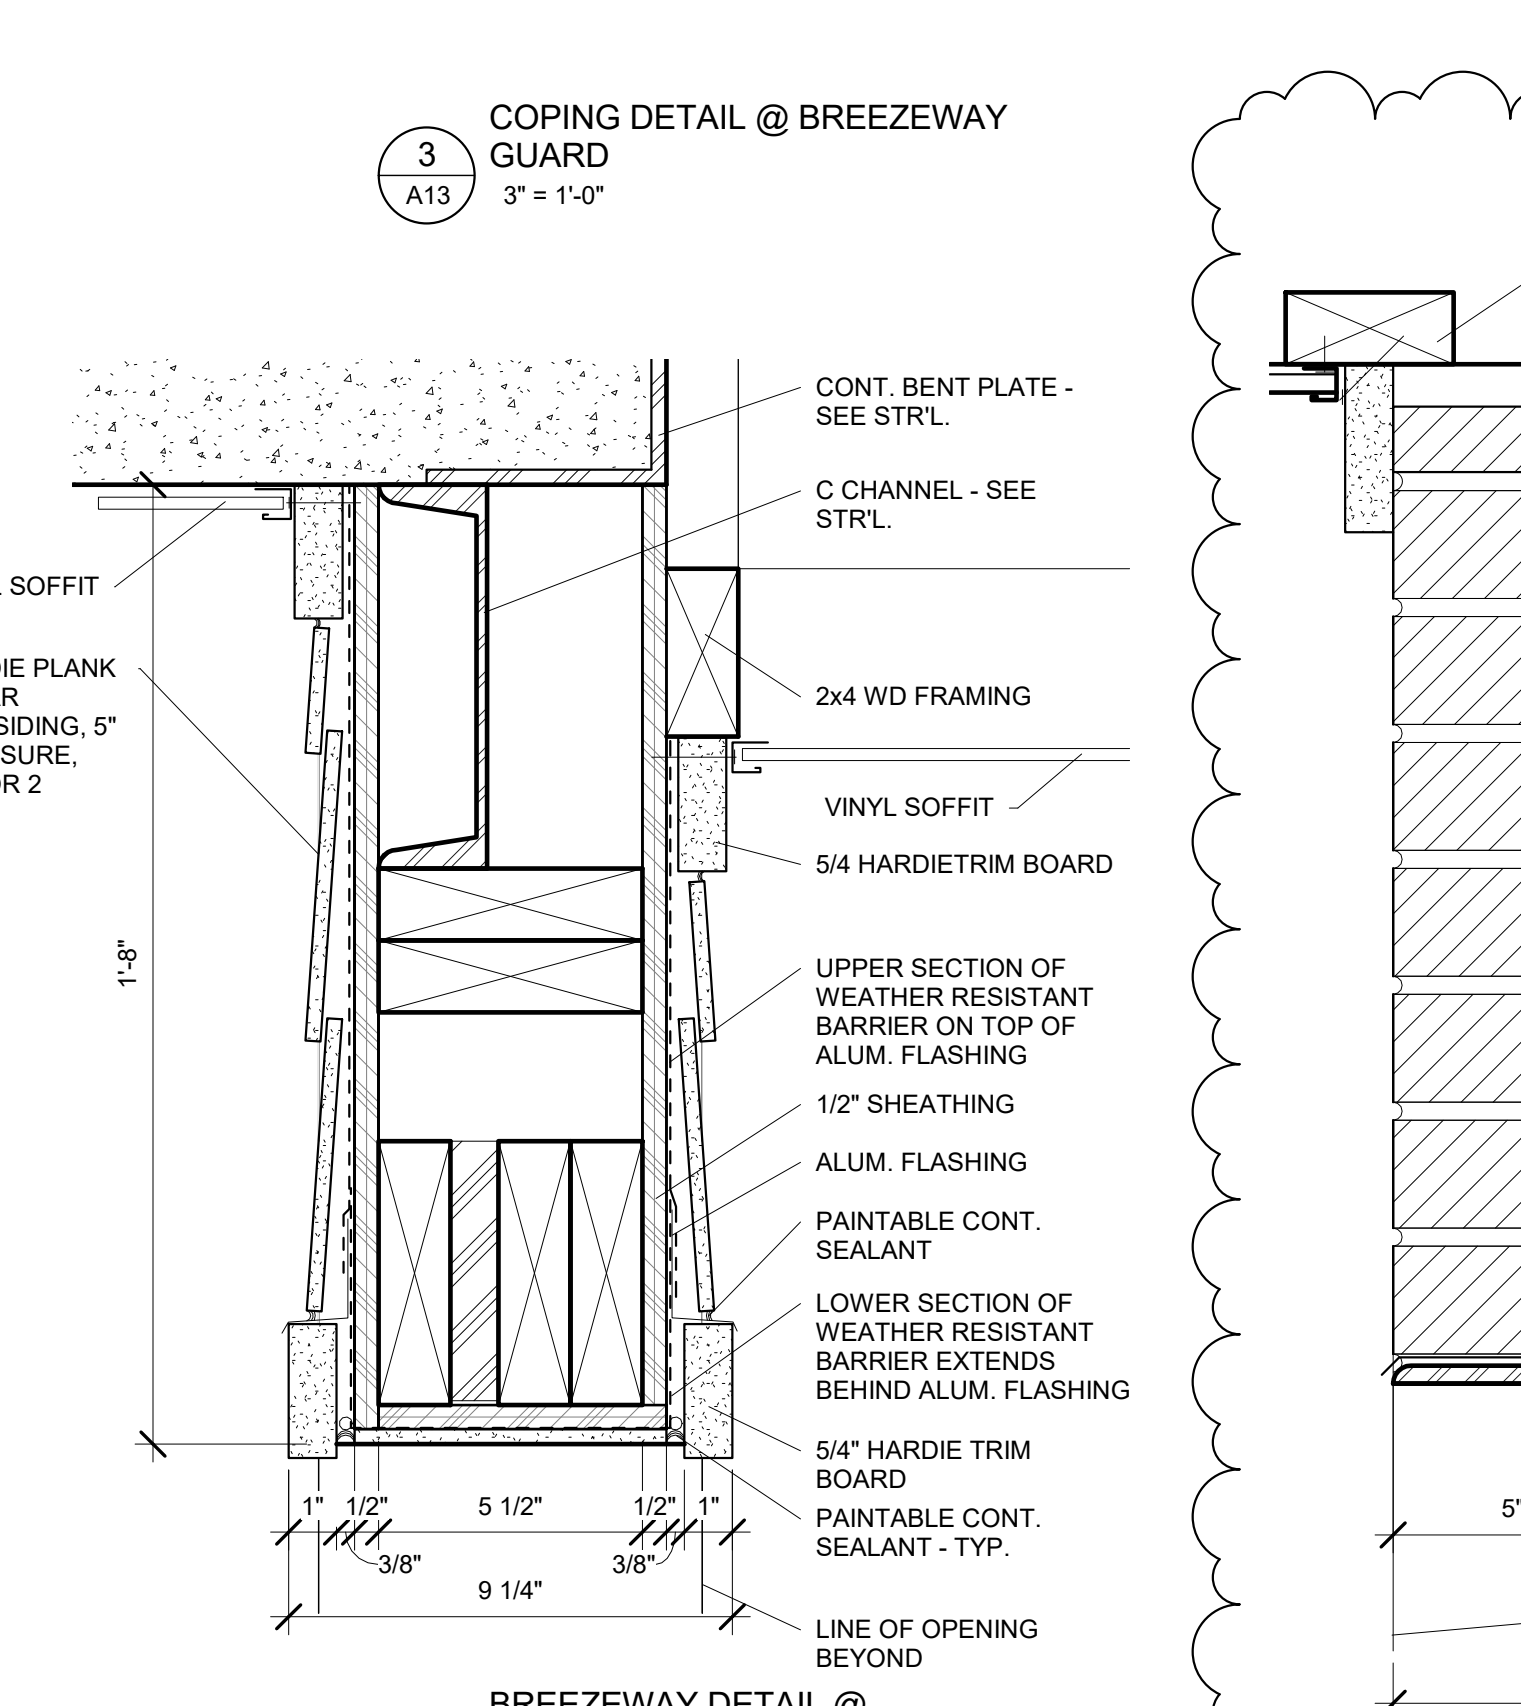 COPING DETAIL @ BREEZEWAY
GUARD
3
A13
3" = 1'-0"
CONT. BENT PLATE -
SEE STR'L.
C CHANNEL - SEE
STR'L.
SOFFIT
PLANK
SIDING, 5"
2
2x4 WD FRAMING
VINYL SOFFIT
5/4 HARDIETRIM BOARD
1'-8"
UPPER SECTION OF
WEATHER RESISTANT
BARRIER ON TOP OF
ALUM. FLASHING
1/2" SHEATHING
ALUM. FLASHING
PAINTABLE CONT.
SEALANT
LOWER SECTION OF
WEATHER RESISTANT
BARRIER EXTENDS
BEHIND ALUM. FLASHING
5/4" HARDIE TRIM
BOARD
PAINTABLE CONT.
SEALANT - TYP.
1" 1/2" 5 1/2" 1/2" 1"
3/8" 3/8"
9 1/4"
LINE OF OPENING
BEYOND
5"
BREEZEWAY DETAIL @